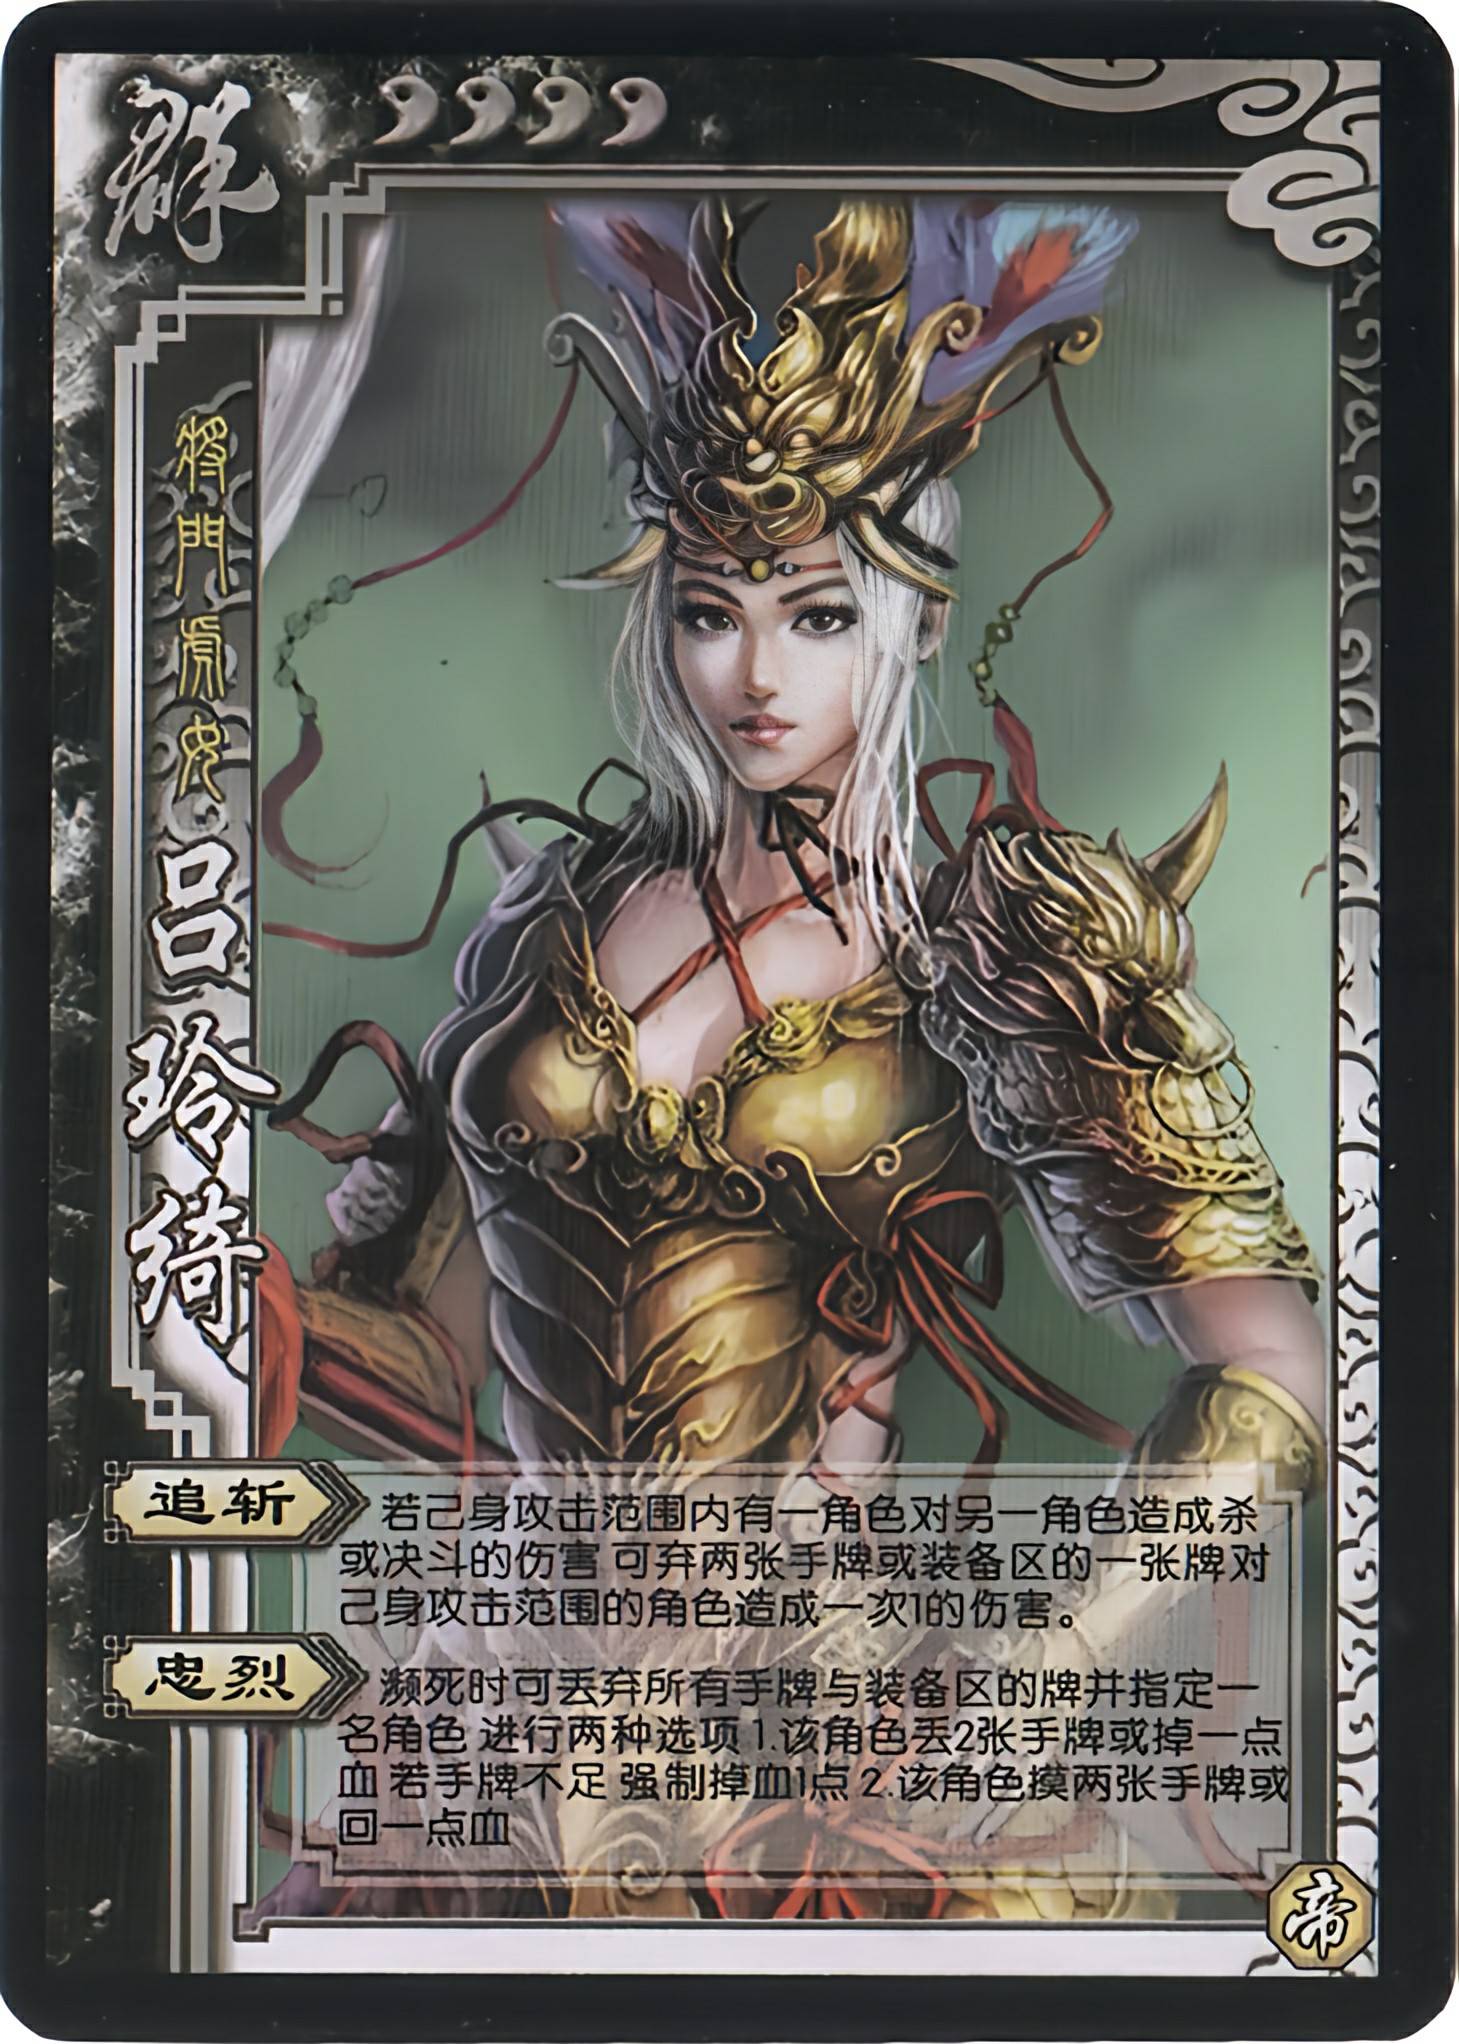 群
將門虎女
吕玲绮
追斩
若己身攻击范围内有一角色对另一角色造成杀
或决斗的伤害 可弃两张手牌或装备区的一张牌对
己身攻击范围的角色造成一次1的伤害。
忠烈
濒死时可丢弃所有手牌与装备区的牌并指定一
名角色 进行两种选项 1.该角色丢2张手牌或掉一点
血 若手牌不足 强制掉血1点 2.该角色摸两张手牌或
回一点血
帝